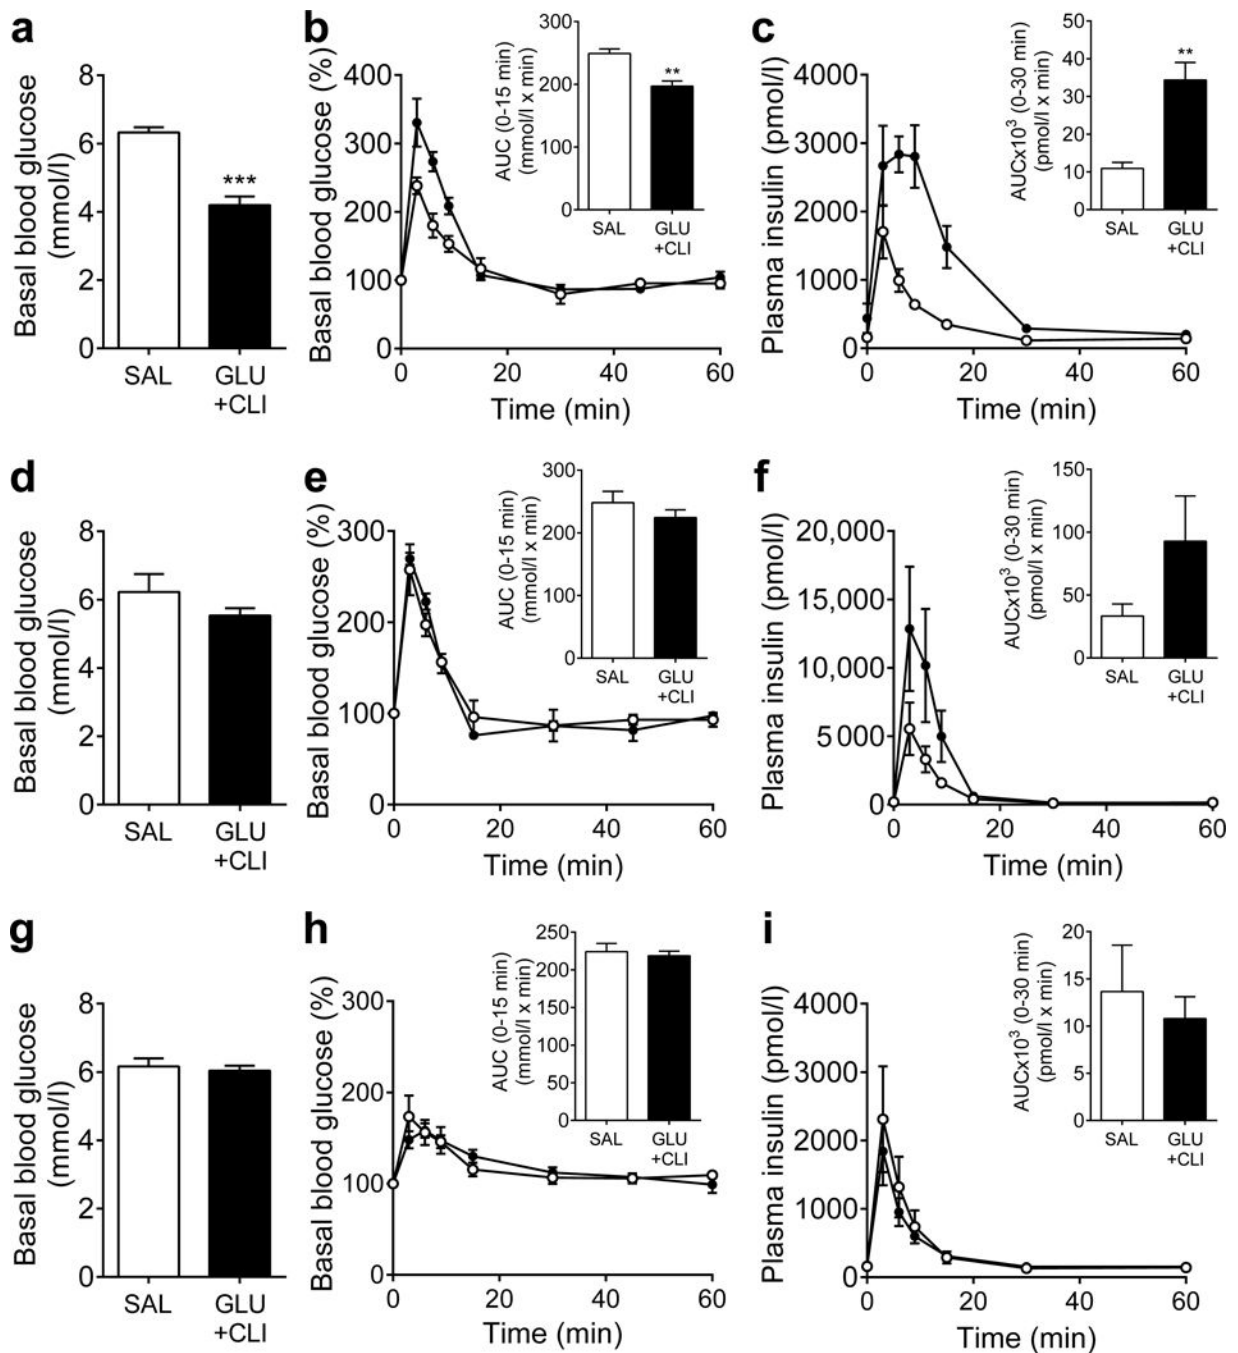 a
Basal blood glucose
(mmol/l)
8
6
4
2
0
***
SAL
GLU
+CLI
b
Basal blood glucose (%)
400
300
200
100
0
0
20
40
60
Time (min)
AUC (0-15 min)
(mmol/l x min)
300
200
100
0
**
SAL
GLU
+CLI
c
Plasma insulin (pmol/l)
4000
3000
2000
1000
0
0
20
40
60
Time (min)
AUCx10³ (0-30 min)
(pmol/l x min)
50
40
30
20
10
0
**
SAL
GLU
+CLI
d
Basal blood glucose
(mmol/l)
8
6
4
2
0
SAL
GLU
+CLI
e
Basal blood glucose (%)
300
200
100
0
0
20
40
60
Time (min)
AUC (0-15 min)
(mmol/l x min)
300
200
100
0
SAL
GLU
+CLI
f
Plasma insulin (pmol/l)
20,000
15,000
10,000
5 000
0
0
20
40
60
Time (min)
AUCx10³ (0-30 min)
(pmol/l x min)
150
100
50
0
SAL
GLU
+CLI
g
Basal blood glucose
(mmol/l)
8
6
4
2
0
SAL
GLU
+CLI
h
Basal blood glucose (%)
300
200
100
0
0
20
40
60
Time (min)
AUC (0-15 min)
(mmol/l x min)
250
200
150
100
50
0
SAL
GLU
+CLI
i
Plasma insulin (pmol/l)
4000
3000
2000
1000
0
0
20
40
60
Time (min)
AUCx10³ (0-30 min)
(pmol/l x min)
20
15
10
5
0
SAL
GLU
+CLI